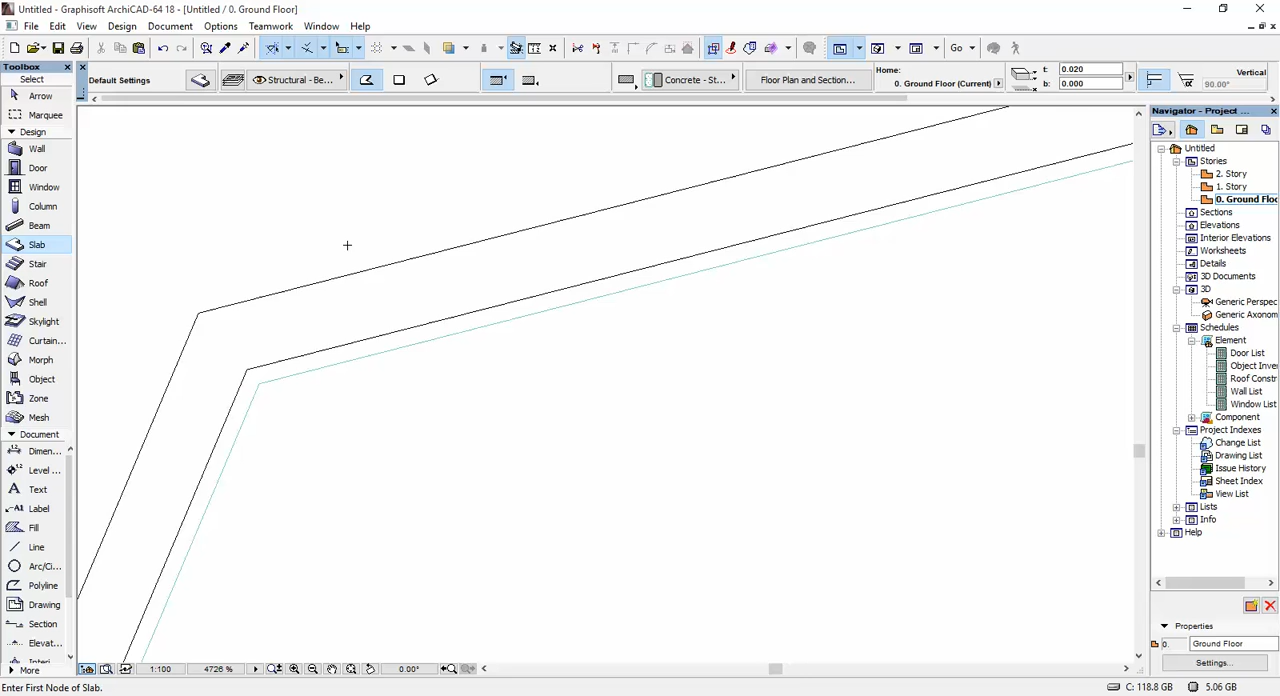 Untitled - Graphisoft ArchiCAD-64 18 - [Untitled / 0. Ground Floor]
File Edit View Design Document Options Teamwork Window Help
Go
Toolbox
Select
Default Settings
Structural - Be...
Concrete - St...
Floor Plan and Section...
Home:
0. Ground Floor (Current)
t: 0.020
b: 0.000
Vertical
90.00°
Arrow
Marquee
Design
Wall
Door
Window
Column
Beam
Slab
Stair
Roof
Shell
Skylight
Curtain...
Morph
Object
Zone
Mesh
Document
Dimen...
Level ...
Text
Label
Fill
Line
Arc/Ci...
Polyline
Drawing
Section
Elevat...
More
Navigator - Project ...
Untitled
Stories
2. Story
1. Story
0. Ground Floo
Sections
Elevations
Interior Elevations
Worksheets
Details
3D Documents
3D
Generic Perspec
Generic Axonom
Schedules
Element
Door List
Object Inven
Roof Constr
Wall List
Window List
Component
Project Indexes
Change List
Drawing List
Issue History
Sheet Index
View List
Lists
Info
Help
Properties
0. Ground Floor
Settings...
1:100 4726 % 0.00°
Enter First Node of Slab.
C: 118.8 GB 5.06 GB